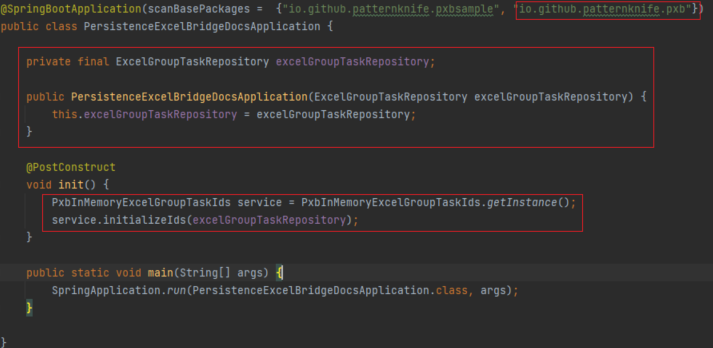 @SpringBootApplication(scanBasePackages =  {"io.github.patternknife.pxbsample", "io.github.patternknife.pxb"})
public class PersistenceExcelBridgeDocsApplication {
private final ExcelGroupTaskRepository excelGroupTaskRepository;
public PersistenceExcelBridgeDocsApplication(ExcelGroupTaskRepository excelGroupTaskRepository) {
this.excelGroupTaskRepository = excelGroupTaskRepository;
}
@PostConstruct
void init() {
PxbInMemoryExcelGroupTaskIds service = PxbInMemoryExcelGroupTaskIds.getInstance();
service.initializeIds(excelGroupTaskRepository);
}
public static void main(String[] args) {
SpringApplication.run(PersistenceExcelBridgeDocsApplication.class, args);
}
}